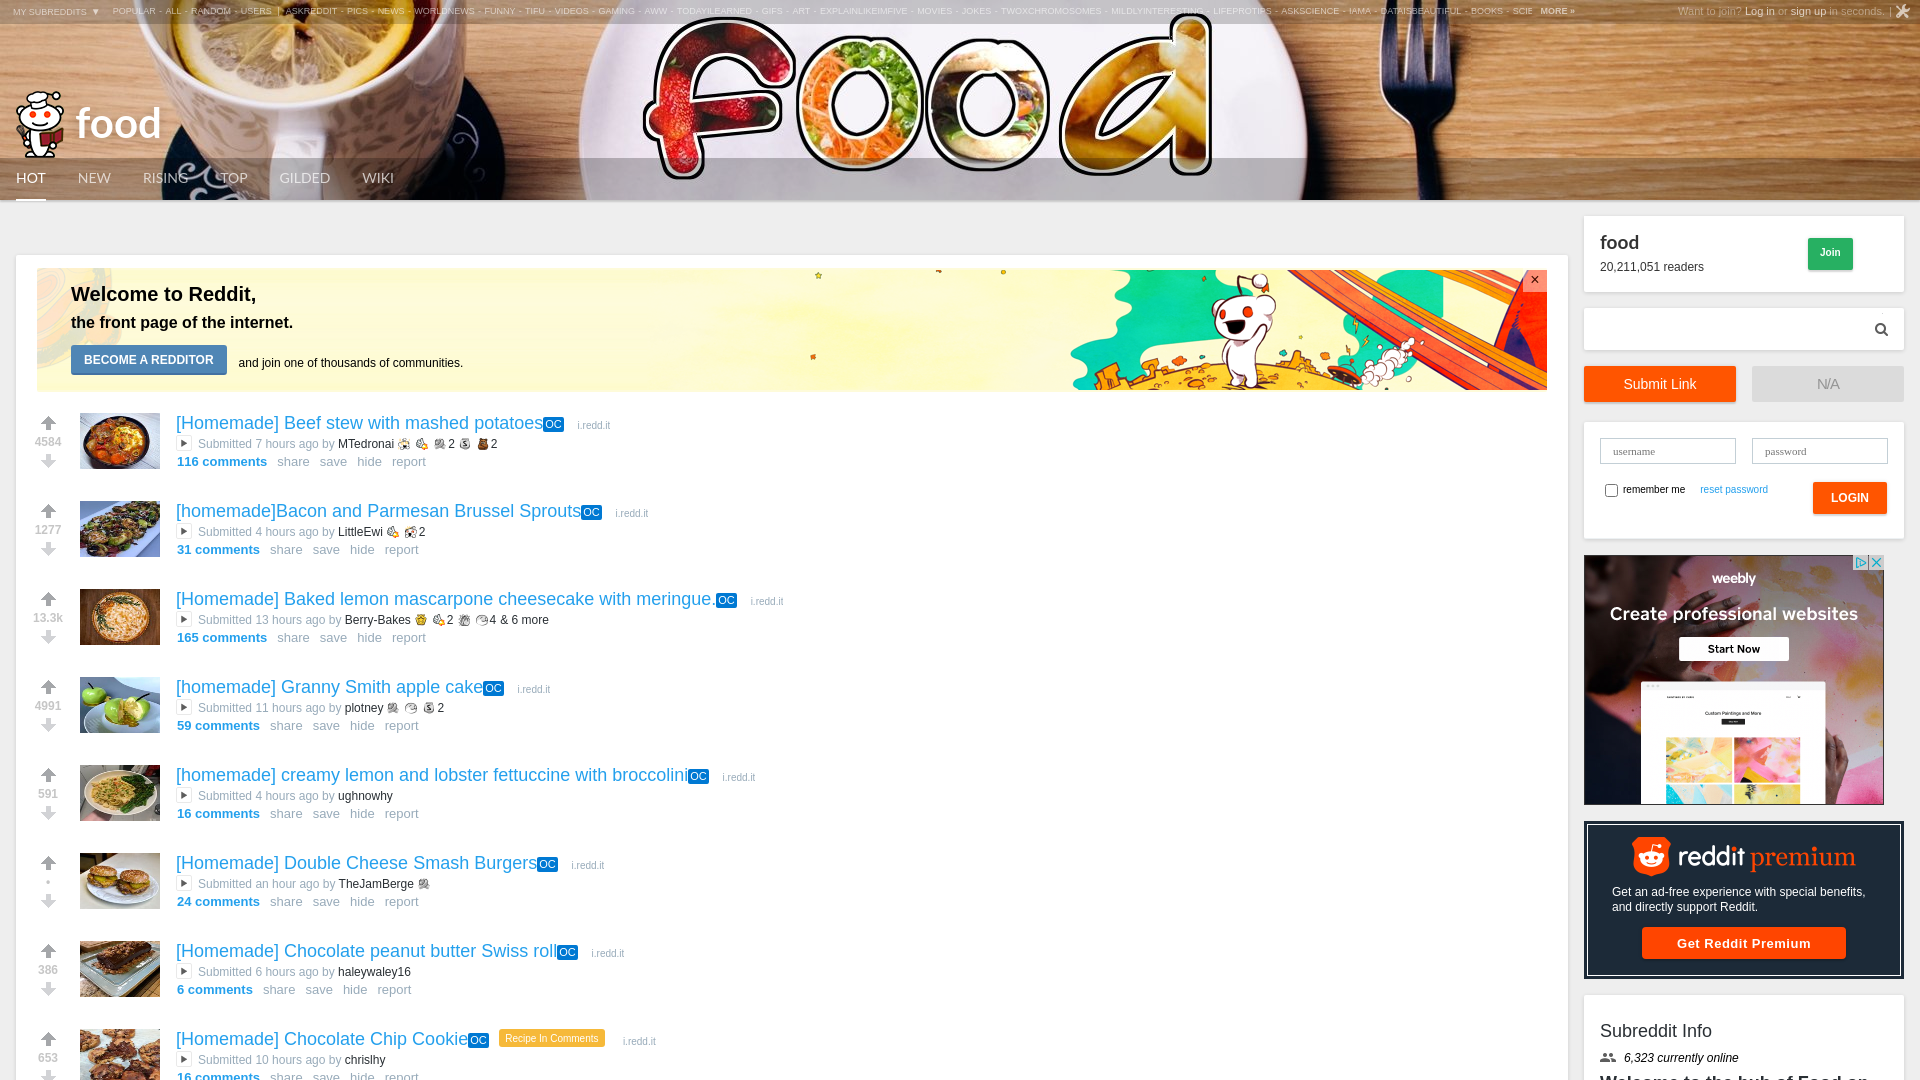 MY SUBREDDITS ▼ POPULAR - ALL - RANDOM - USERS | ASKREDDIT - PICS - NEWS - WORLDNEWS - FUNNY - TIFU - VIDEOS - GAMING - AWW - TODAYILEARNED - GIFS - ART - EXPLAINLIKEIMFIVE - MOVIES - JOKES - TWOXCHROMOSOMES - MILDLYINTERESTING - LIFEPROTIPS - ASKSCIENCE - IAMA - DATAISBEAUTIFUL - BOOKS - SCIE MORE »
Want to join? Log in or sign up in seconds. |
food
food
HOT NEW RISING TOP GILDED WIKI
Welcome to Reddit,
the front page of the internet.
BECOME A REDDITOR and join one of thousands of communities.
×
[Homemade] Beef stew with mashed potatoes OC i.redd.it
4584
Submitted 7 hours ago by MTedronai 2 2
116 comments share save hide report
[homemade]Bacon and Parmesan Brussel Sprouts OC i.redd.it
1277
Submitted 4 hours ago by LittleEwi 2
31 comments share save hide report
[Homemade] Baked lemon mascarpone cheesecake with meringue. OC i.redd.it
13.3k
Submitted 13 hours ago by Berry-Bakes 2 4 & 6 more
165 comments share save hide report
[homemade] Granny Smith apple cake OC i.redd.it
4991
Submitted 11 hours ago by plotney 2
59 comments share save hide report
[homemade] creamy lemon and lobster fettuccine with broccolini OC i.redd.it
591
Submitted 4 hours ago by ughnowhy
16 comments share save hide report
[Homemade] Double Cheese Smash Burgers OC i.redd.it
•
Submitted an hour ago by TheJamBerge
24 comments share save hide report
[Homemade] Chocolate peanut butter Swiss roll OC i.redd.it
386
Submitted 6 hours ago by haleywaley16
6 comments share save hide report
[Homemade] Chocolate Chip Cookie OC Recipe In Comments i.redd.it
653
Submitted 10 hours ago by chrislhy
16 comments share save hide report
food
20,211,051 readers
Join
Submit Link N/A
username password
remember me reset password LOGIN
weebly
Create professional websites
Start Now
Custom Paintings and More
reddit premium
Get an ad-free experience with special benefits,
and directly support Reddit.
Get Reddit Premium
Subreddit Info
6,323 currently online
Welcome to the hub of Food on